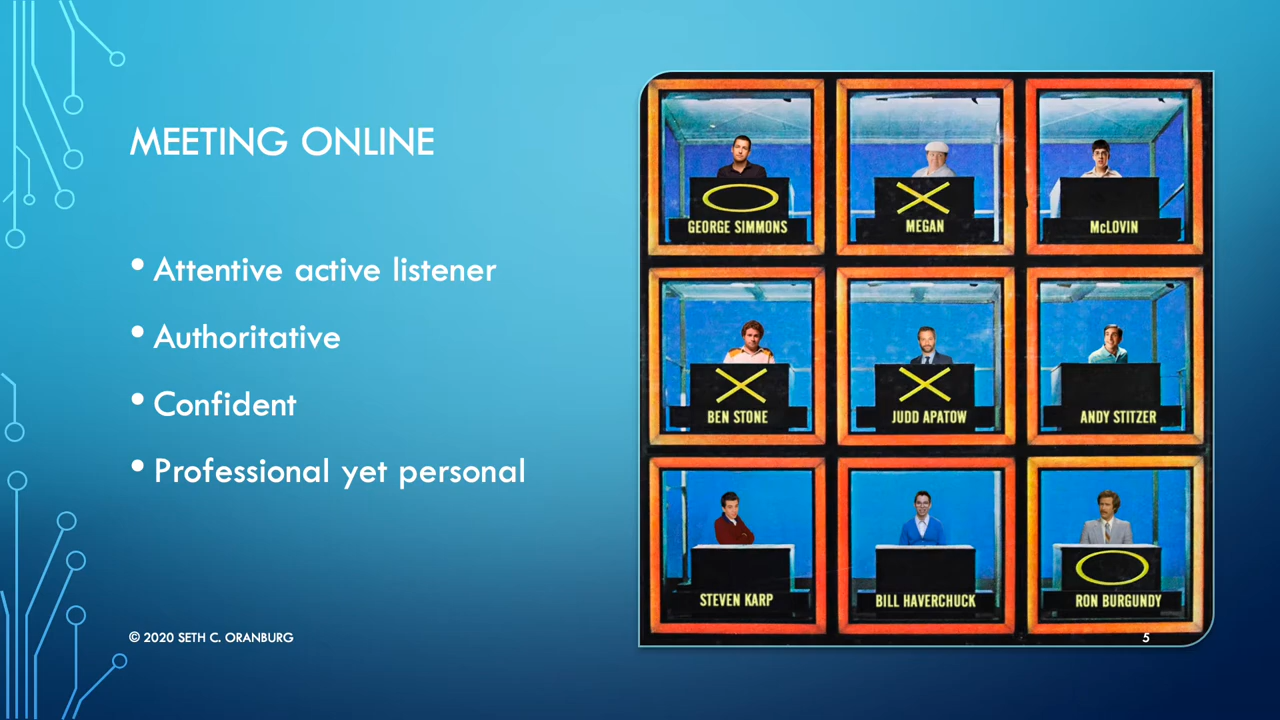 MEETING ONLINE
• Attentive active listener
• Authoritative
• Confident
• Professional yet personal
GEORGE SIMMONS
MEGAN
McLOVIN
BEN STONE
JUDD APATOW
ANDY STITZER
STEVEN KARP
BILL HAVERCHUCK
RON BURGUNDY
© 2020 SETH C. ORANBURG
5